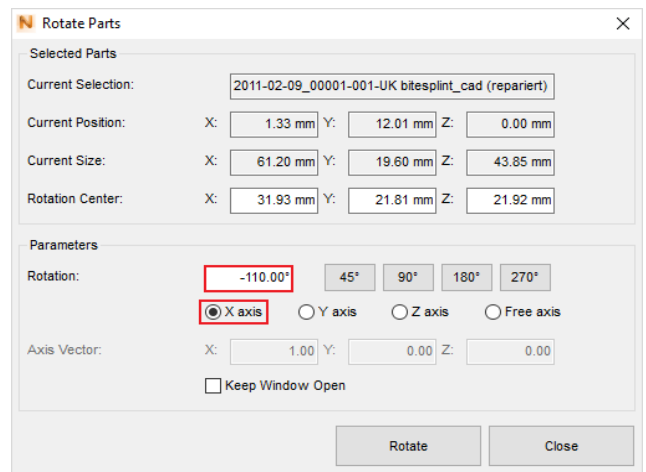 Rotate Parts
Selected Parts
Current Selection: 2011-02-09_00001-001-UK bitesplint_cad (repariert)
Current Position: X: 1.33 mm Y: 12.01 mm Z: 0.00 mm
Current Size: X: 61.20 mm Y: 19.60 mm Z: 43.85 mm
Rotation Center: X: 31.93 mm Y: 21.81 mm Z: 21.92 mm
Parameters
Rotation: -110.00° 45° 90° 180° 270°
X axis Y axis Z axis Free axis
Axis Vector: X: 1.00 Y: 0.00 Z: 0.00
Keep Window Open
Rotate Close